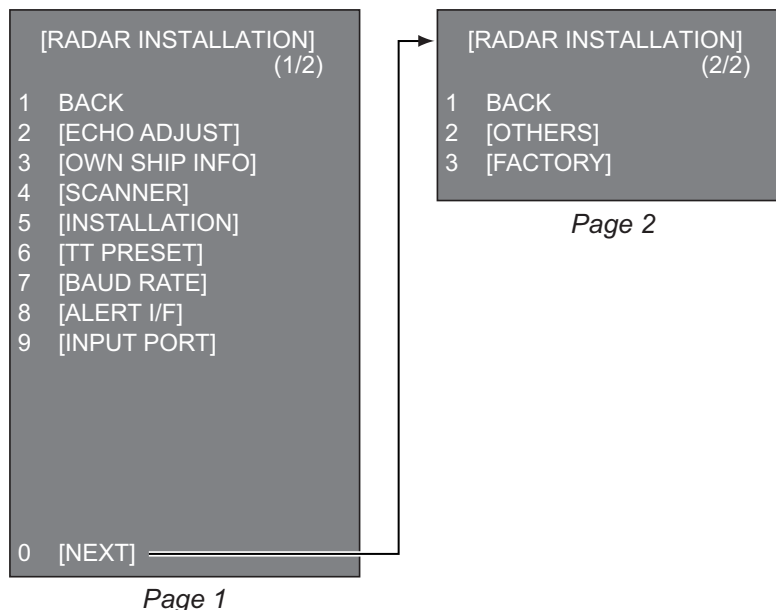 [RADAR INSTALLATION]
(1/2)
1 BACK
2 [ECHO ADJUST]
3 [OWN SHIP INFO]
4 [SCANNER]
5 [INSTALLATION]
6 [TT PRESET]
7 [BAUD RATE]
8 [ALERT I/F]
9 [INPUT PORT]
0 [NEXT]
Page 1
[RADAR INSTALLATION]
(2/2)
1 BACK
2 [OTHERS]
3 [FACTORY]
Page 2